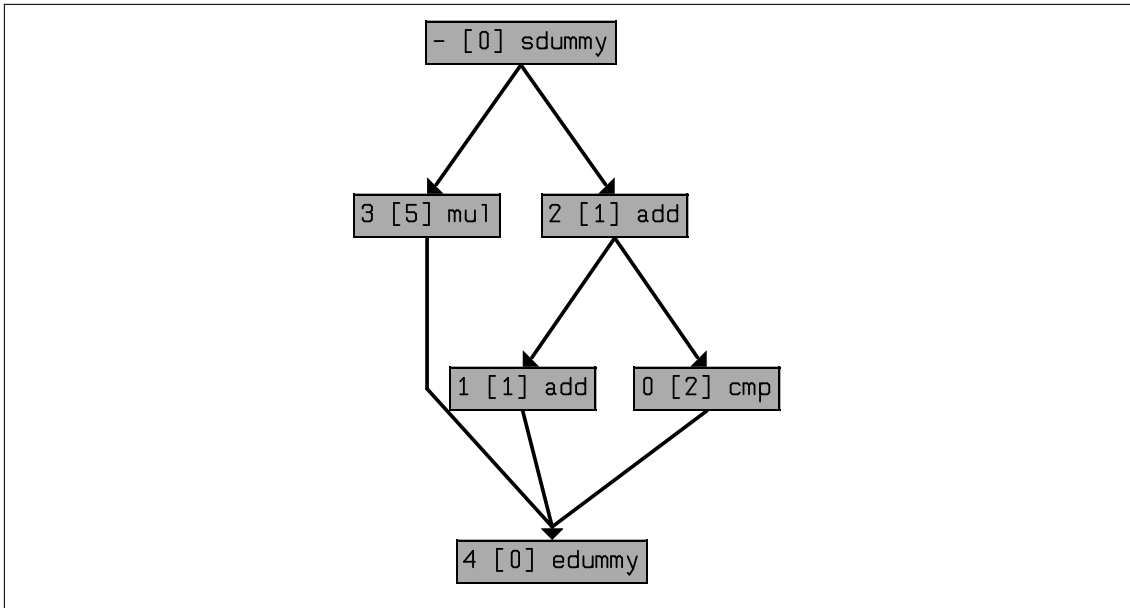 - [0] sdummy
3 [5] mul
2 [1] add
1 [1] add
0 [2] cmp
4 [0] edummy